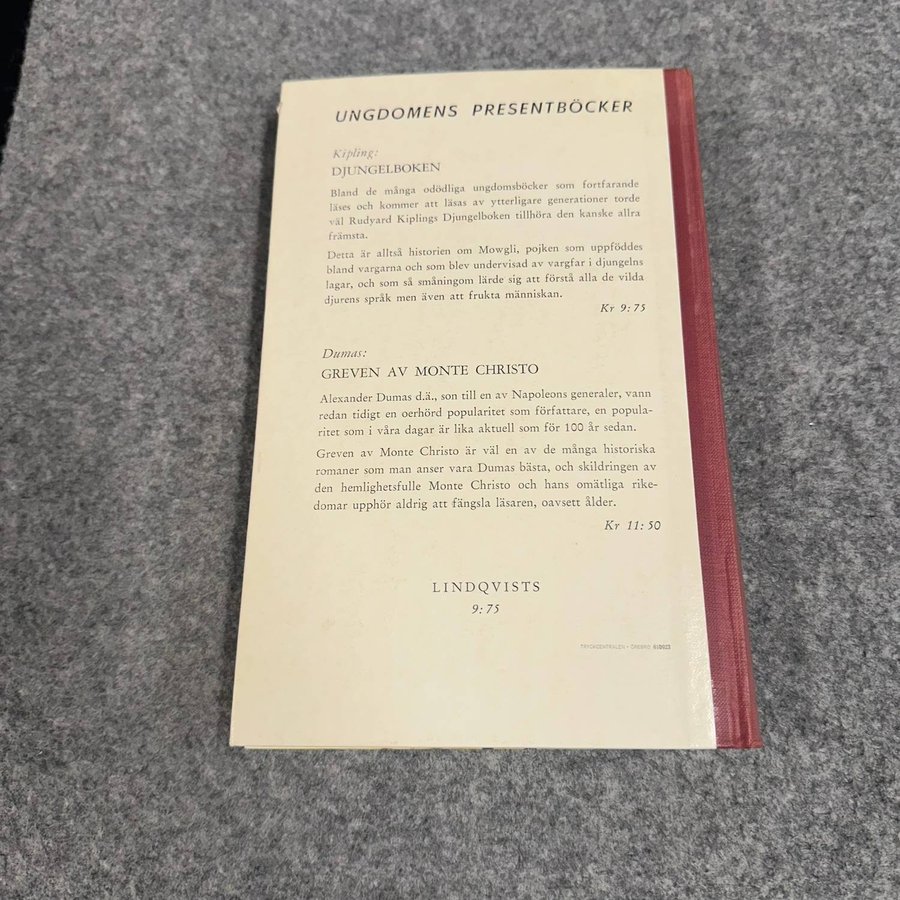 UNGDOMENS PRESENTBÖCKER
Kipling:
DJUNGELBOKEN
Bland de många odödliga ungdomsböcker som fortfarande
läses och kommer att läsas av ytterligare generationer torde
väl Rudyard Kiplings Djungelboken tillhöra den kanske allra
främsta.
Detta är alltså historien om Mowgli, pojken som uppföddes
bland vargarna och som blev undervisad av vargfar i djungelns
lagar, och som så småningom lärde sig att förstå alla de vilda
djurens språk men även att frukta människan.
Kr 9:75
Dumas:
GREVEN AV MONTE CHRISTO
Alexander Dumas d.ä., son till en av Napoleons generaler, vann
redan tidigt en oerhörd popularitet som författare, en popula-
ritet som i våra dagar är lika aktuell som för 100 år sedan.
Greven av Monte Christo är väl en av de många historiska
romaner som man anser vara Dumas bästa, och skildringen av
den hemlighetsfulle Monte Christo och hans omätliga rike-
domar upphör aldrig att fängsla läsaren, oavsett ålder.
Kr 11:50
LINDQVISTS
9:75
TRYCKCENTRALEN • ÖREBRO